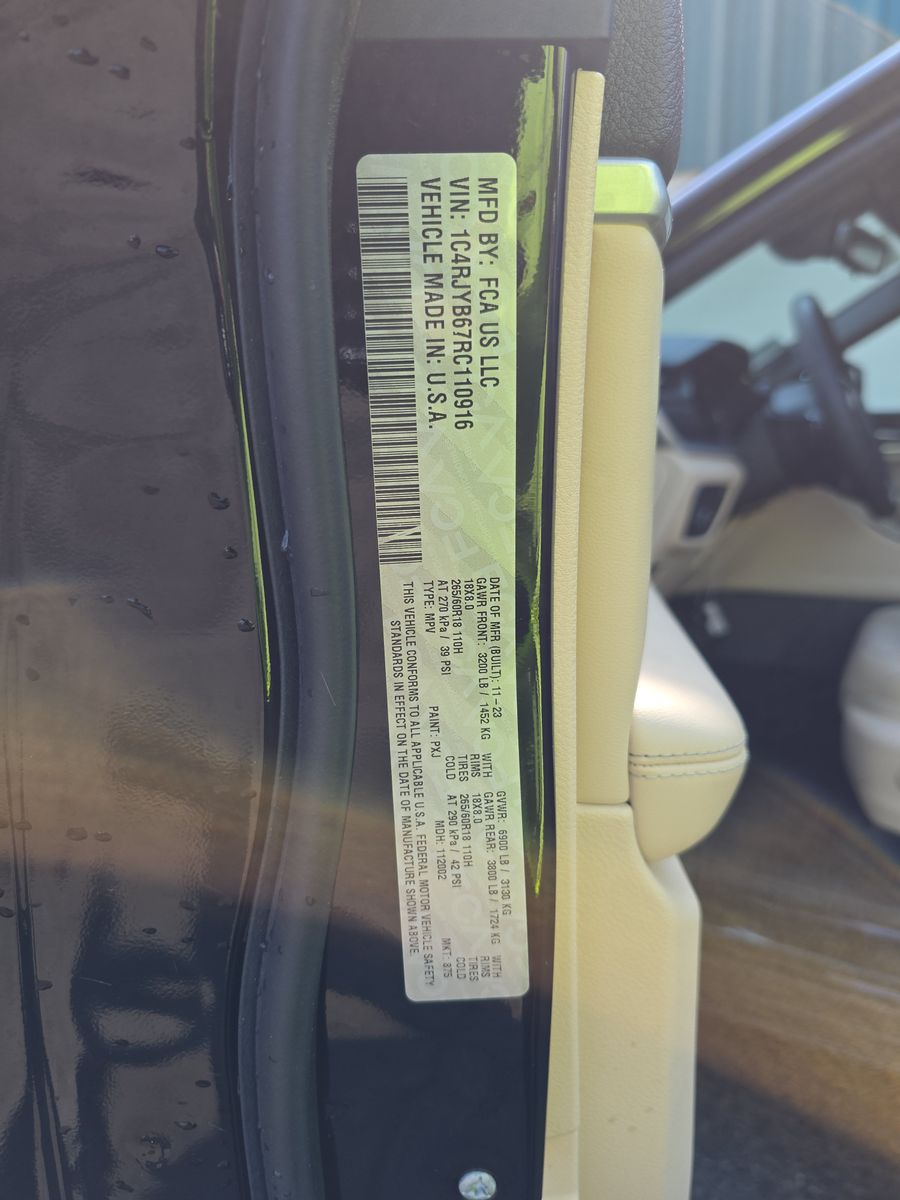 MFD BY: FCA US LLC
VIN: 1C4RJYB67RC110916
VEHICLE MADE IN: U.S.A.
N
DATE OF MFR (BUILT): 11-23 GVWR: 6900 LB / 3130 KG
GAWR FRONT: 3200 LB / 1452 KG WITH GAWR REAR: 3800 LB / 1724 KG WITH
18X8.0 RIMS 18X8.0 RIMS
265/60R18 110H TIRES 265/60R18 110H TIRES
AT 270 kPa / 39 PSI COLD AT 290 kPa / 42 PSI COLD
TYPE: MPV PAINT: PXJ MDH: 112002 MKT: 875
THIS VEHICLE CONFORMS TO ALL APPLICABLE U.S.A. FEDERAL MOTOR VEHICLE SAFETY
STANDARDS IN EFFECT ON THE DATE OF MANUFACTURE SHOWN ABOVE.